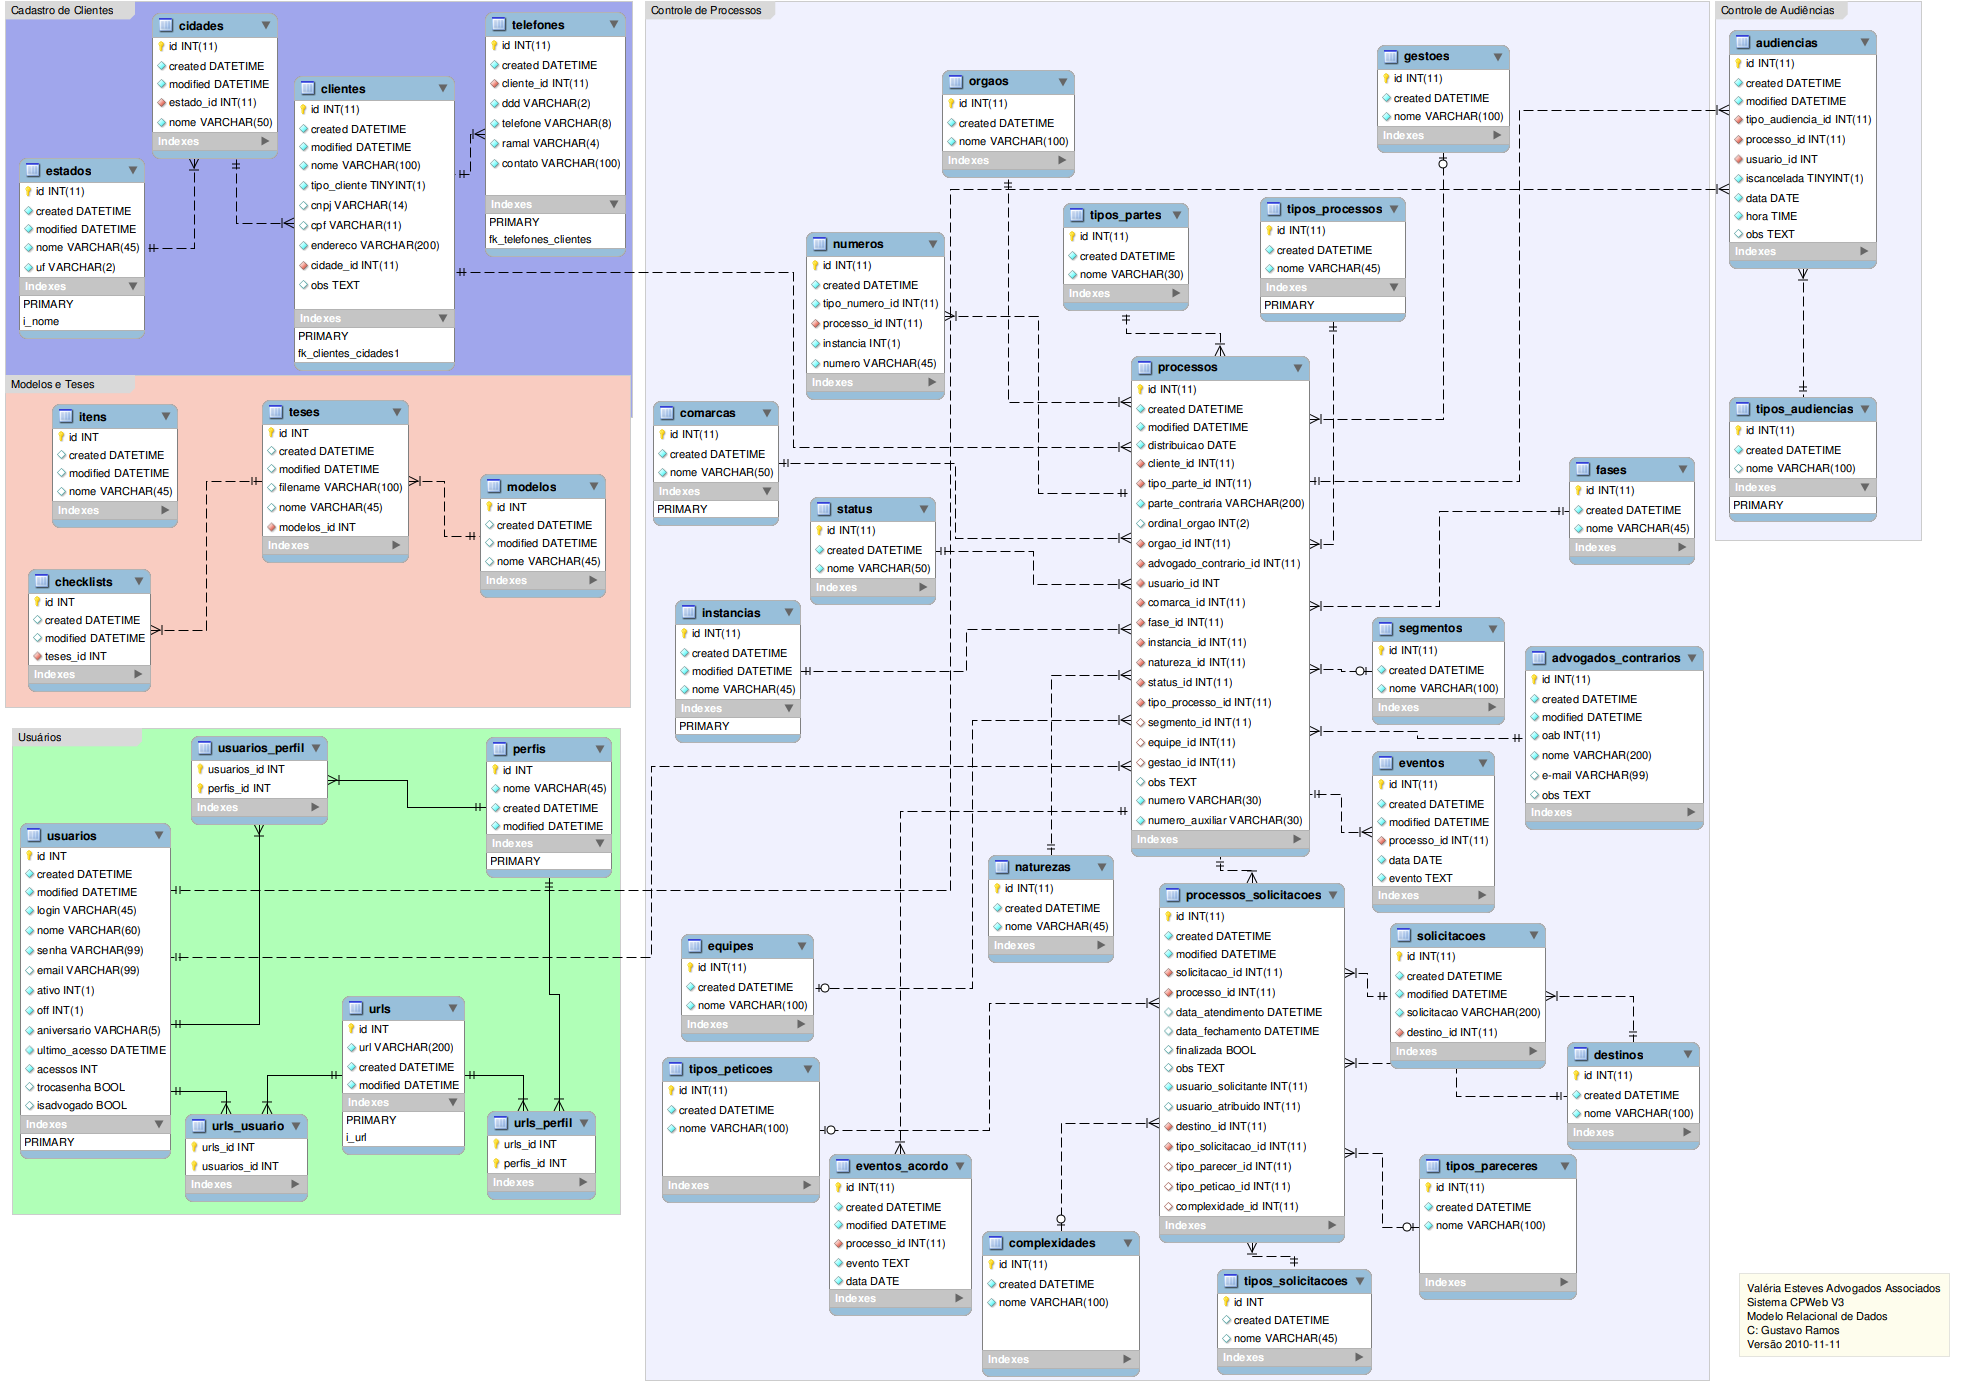 Cadastro de Clientes
cidades
id INT(11)
created DATETIME
modified DATETIME
estado_id INT(11)
nome VARCHAR(50)
Indexes
telefones
id INT(11)
created DATETIME
cliente_id INT(11)
ddd VARCHAR(2)
telefone VARCHAR(8)
ramal VARCHAR(4)
contato VARCHAR(100)
Indexes
PRIMARY
fk_telefones_clientes
clientes
id INT(11)
created DATETIME
modified DATETIME
nome VARCHAR(100)
tipo_cliente TINYINT(1)
cnpj VARCHAR(14)
cpf VARCHAR(11)
endereco VARCHAR(200)
cidade_id INT(11)
obs TEXT
Indexes
PRIMARY
fk_clientes_cidades1
estados
id INT(11)
created DATETIME
modified DATETIME
nome VARCHAR(45)
uf VARCHAR(2)
Indexes
PRIMARY
i_nome
Modelos e Teses
itens
id INT
created DATETIME
modified DATETIME
nome VARCHAR(45)
Indexes
teses
id INT
created DATETIME
modified DATETIME
filename VARCHAR(100)
nome VARCHAR(45)
modelos_id INT
Indexes
modelos
id INT
created DATETIME
modified DATETIME
nome VARCHAR(45)
Indexes
checklists
id INT
created DATETIME
modified DATETIME
teses_id INT
Indexes
Usuários
usuarios_perfil
usuarios_id INT
perfis_id INT
Indexes
perfis
id INT
nome VARCHAR(45)
created DATETIME
modified DATETIME
Indexes
PRIMARY
usuarios
id INT
created DATETIME
modified DATETIME
login VARCHAR(45)
nome VARCHAR(60)
senha VARCHAR(99)
email VARCHAR(99)
ativo INT(1)
off INT(1)
aniversario VARCHAR(5)
ultimo_acesso DATETIME
acessos INT
trocasenha BOOL
isadvogado BOOL
Indexes
PRIMARY
urls
id INT
url VARCHAR(200)
created DATETIME
modified DATETIME
Indexes
PRIMARY
i_url
urls_usuario
urls_id INT
usuarios_id INT
Indexes
urls_perfil
urls_id INT
perfis_id INT
Indexes
Controle de Processos
orgaos
id INT(11)
created DATETIME
nome VARCHAR(100)
Indexes
gestoes
id INT(11)
created DATETIME
nome VARCHAR(100)
Indexes
numeros
id INT(11)
created DATETIME
tipo_numero_id INT(11)
processo_id INT(11)
instancia INT(1)
numero VARCHAR(45)
Indexes
tipos_partes
id INT(11)
created DATETIME
nome VARCHAR(30)
Indexes
tipos_processos
id INT(11)
created DATETIME
nome VARCHAR(45)
Indexes
PRIMARY
comarcas
id INT(11)
created DATETIME
nome VARCHAR(50)
Indexes
PRIMARY
status
id INT(11)
created DATETIME
nome VARCHAR(50)
Indexes
instancias
id INT(11)
created DATETIME
modified DATETIME
nome VARCHAR(45)
Indexes
PRIMARY
processos
id INT(11)
created DATETIME
modified DATETIME
distribuicao DATE
cliente_id INT(11)
tipo_parte_id INT(11)
parte_contraria VARCHAR(200)
ordinal_orgao INT(2)
orgao_id INT(11)
advogado_contrario_id INT(11)
usuario_id INT
comarca_id INT(11)
fase_id INT(11)
instancia_id INT(11)
natureza_id INT(11)
status_id INT(11)
tipo_processo_id INT(11)
segmento_id INT(11)
equipe_id INT(11)
gestao_id INT(11)
obs TEXT
numero VARCHAR(30)
numero_auxiliar VARCHAR(30)
Indexes
fases
id INT(11)
created DATETIME
nome VARCHAR(45)
Indexes
segmentos
id INT(11)
created DATETIME
nome VARCHAR(100)
Indexes
advogados_contrarios
id INT(11)
created DATETIME
modified DATETIME
oab INT(11)
nome VARCHAR(200)
e-mail VARCHAR(99)
obs TEXT
Indexes
eventos
id INT(11)
created DATETIME
modified DATETIME
processo_id INT(11)
data DATE
evento TEXT
Indexes
naturezas
id INT(11)
created DATETIME
nome VARCHAR(45)
Indexes
equipes
id INT(11)
created DATETIME
nome VARCHAR(100)
Indexes
tipos_peticoes
id INT(11)
created DATETIME
nome VARCHAR(100)
Indexes
eventos_acordo
id INT(11)
created DATETIME
modified DATETIME
processo_id INT(11)
evento TEXT
data DATE
Indexes
complexidades
id INT(11)
created DATETIME
nome VARCHAR(100)
Indexes
processos_solicitacoes
id INT(11)
created DATETIME
modified DATETIME
solicitacao_id INT(11)
processo_id INT(11)
data_atendimento DATETIME
data_fechamento DATETIME
finalizada BOOL
obs TEXT
usuario_solicitante INT(11)
usuario_atribuido INT(11)
destino_id INT(11)
tipo_solicitacao_id INT(11)
tipo_parecer_id INT(11)
tipo_peticao_id INT(11)
complexidade_id INT(11)
Indexes
solicitacoes
id INT(11)
created DATETIME
modified DATETIME
solicitacao VARCHAR(200)
destino_id INT(11)
Indexes
destinos
id INT(11)
created DATETIME
nome VARCHAR(100)
Indexes
tipos_pareceres
id INT(11)
created DATETIME
nome VARCHAR(100)
Indexes
tipos_solicitacoes
id INT
created DATETIME
nome VARCHAR(45)
Indexes
Controle de Audiências
audiencias
id INT(11)
created DATETIME
modified DATETIME
tipo_audiencia_id INT(11)
processo_id INT(11)
usuario_id INT
iscancelada TINYINT(1)
data DATE
hora TIME
obs TEXT
Indexes
tipos_audiencias
id INT(11)
created DATETIME
nome VARCHAR(100)
Indexes
PRIMARY
Valéria Esteves Advogados Associados
Sistema CPWeb V3
Modelo Relacional de Dados
C: Gustavo Ramos
Versão 2010-11-11